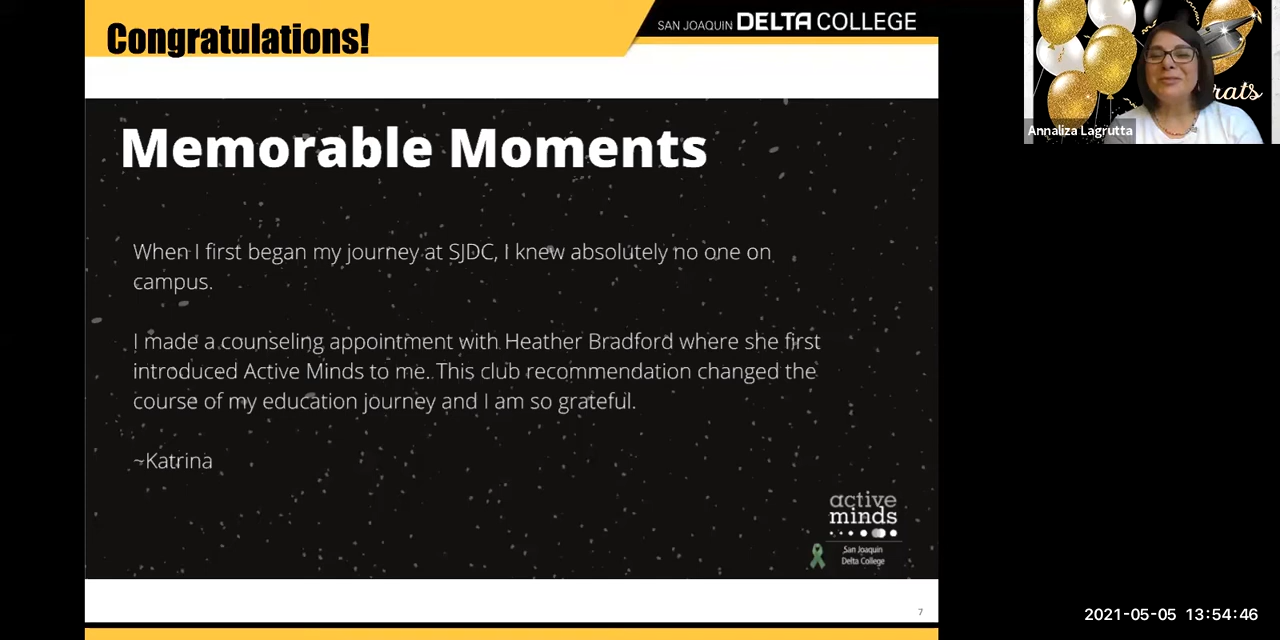 Congratulations!
SAN JOAQUIN DELTA COLLEGE
rats
Annaliza Lagrutta
Memorable Moments
When I first began my journey at SJDC, I knew absolutely no one on
campus.
I made a counseling appointment with Heather Bradford where she first
introduced Active Minds to me. This club recommendation changed the
course of my education journey and I am so grateful.
~Katrina
active
minds
San Joaquin
Delta College
7
2021-05-05 13:54:46